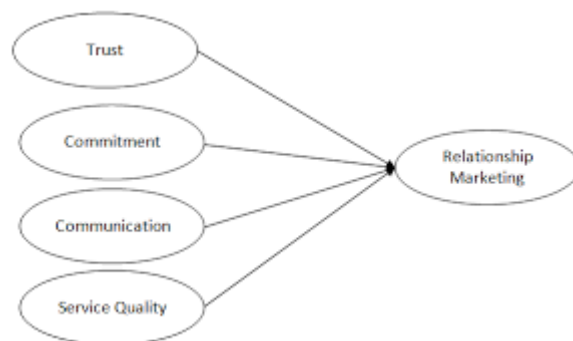 Trust
Commitment
Relationship
Marketing
Communication
Service Quality